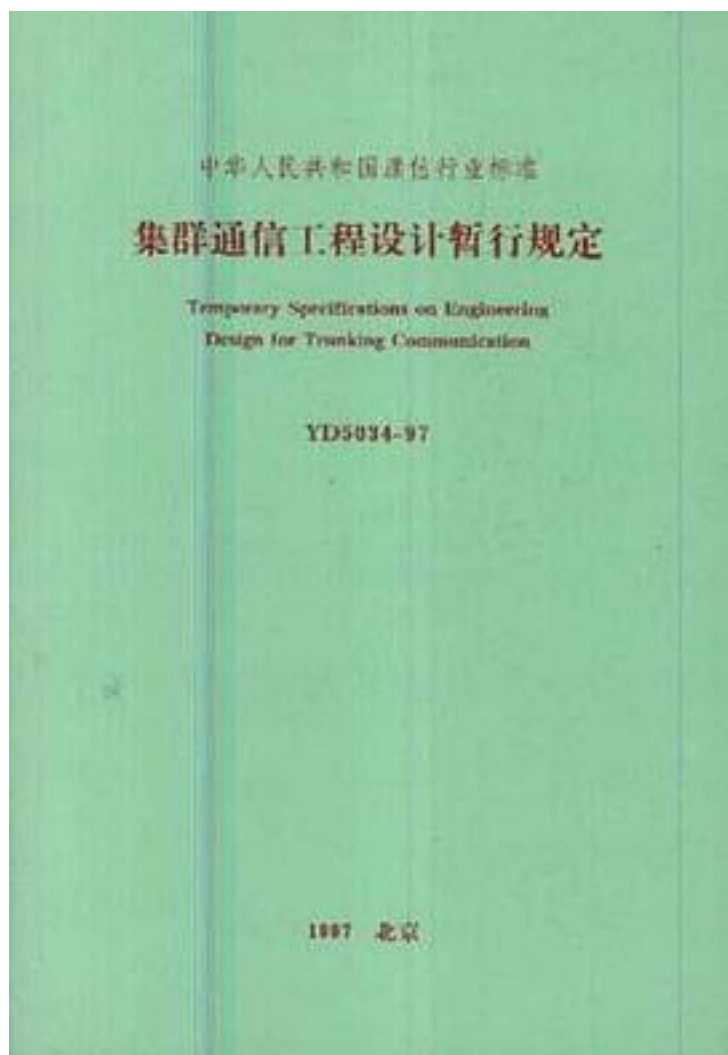 中华人民共和国通信行业标准
集群通信工程设计暂行规定
Temporary Specifications on Engineering
Design for Trunking Communication
YD5034-97
1997 北京